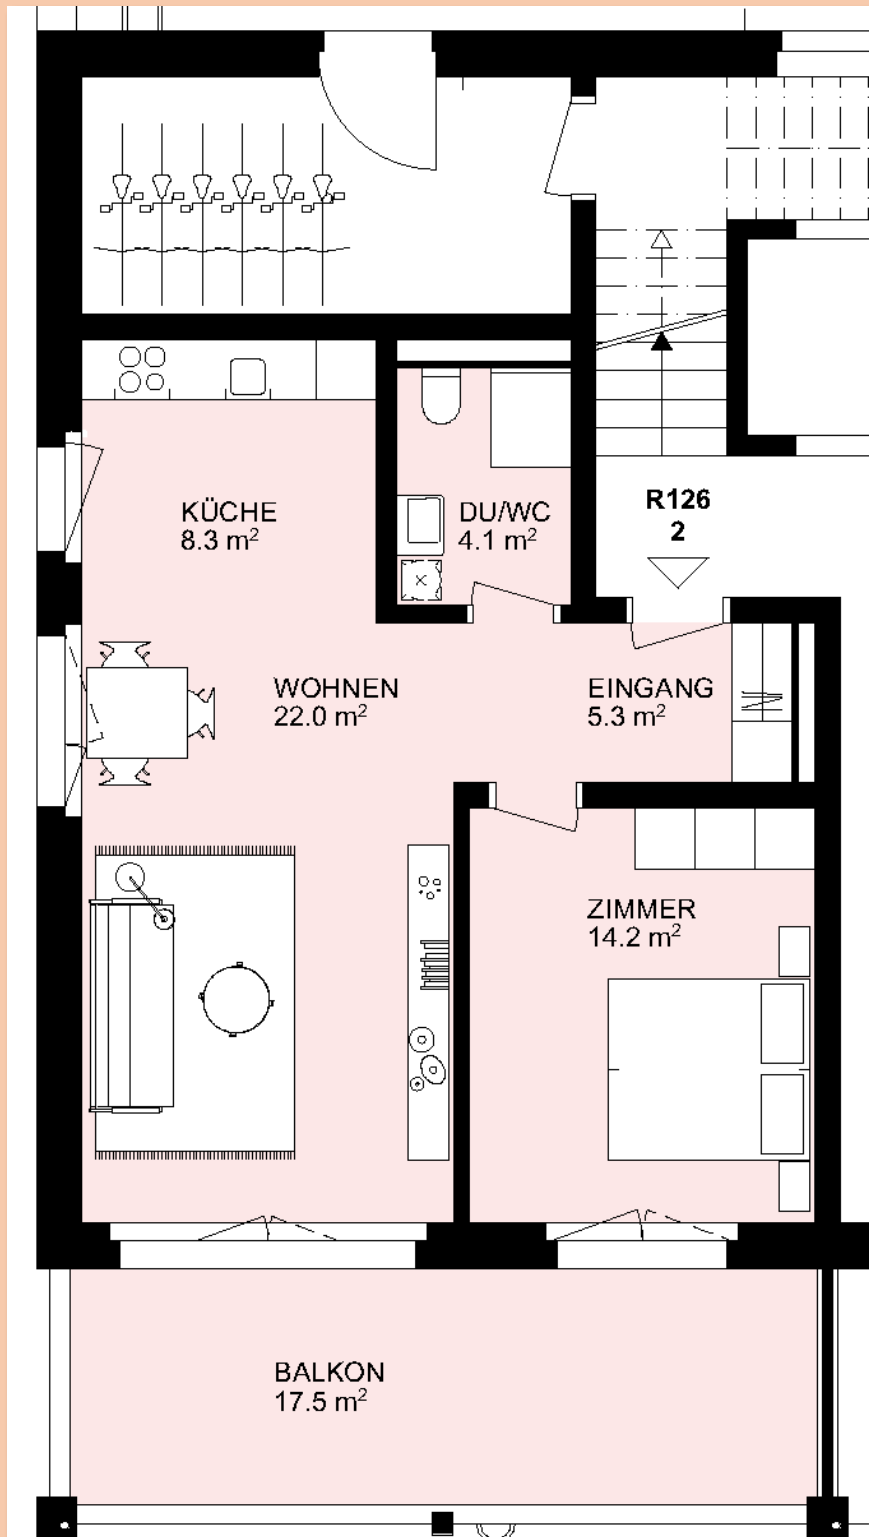 KÜCHE
8.3 m²
DU/WC
4.1 m²
R126
2
WOHNEN
22.0 m²
EINGANG
5.3 m²
ZIMMER
14.2 m²
BALKON
17.5 m²